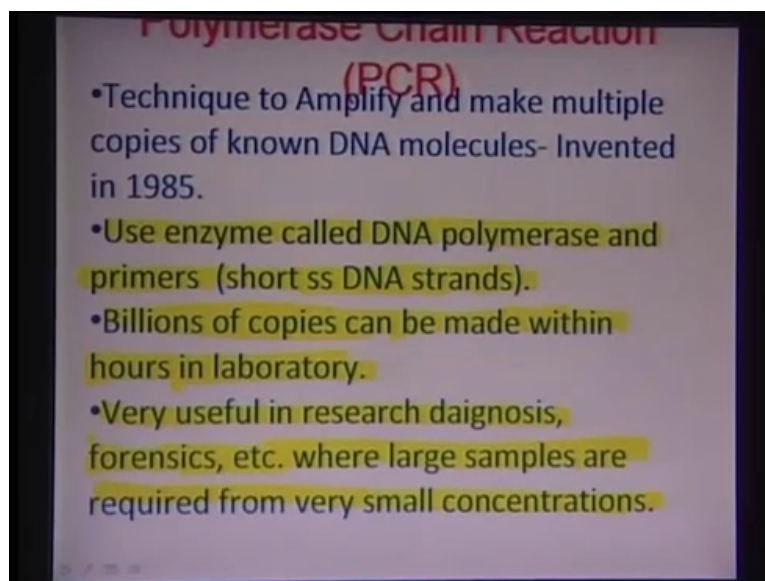 Polymerase Chain Reaction
(PCR)
•Technique to Amplify and make multiple
copies of known DNA molecules- Invented
in 1985.
•Use enzyme called DNA polymerase and
primers (short ss DNA strands).
•Billions of copies can be made within
hours in laboratory.
•Very useful in research daignosis,
forensics, etc. where large samples are
required from very small concentrations.